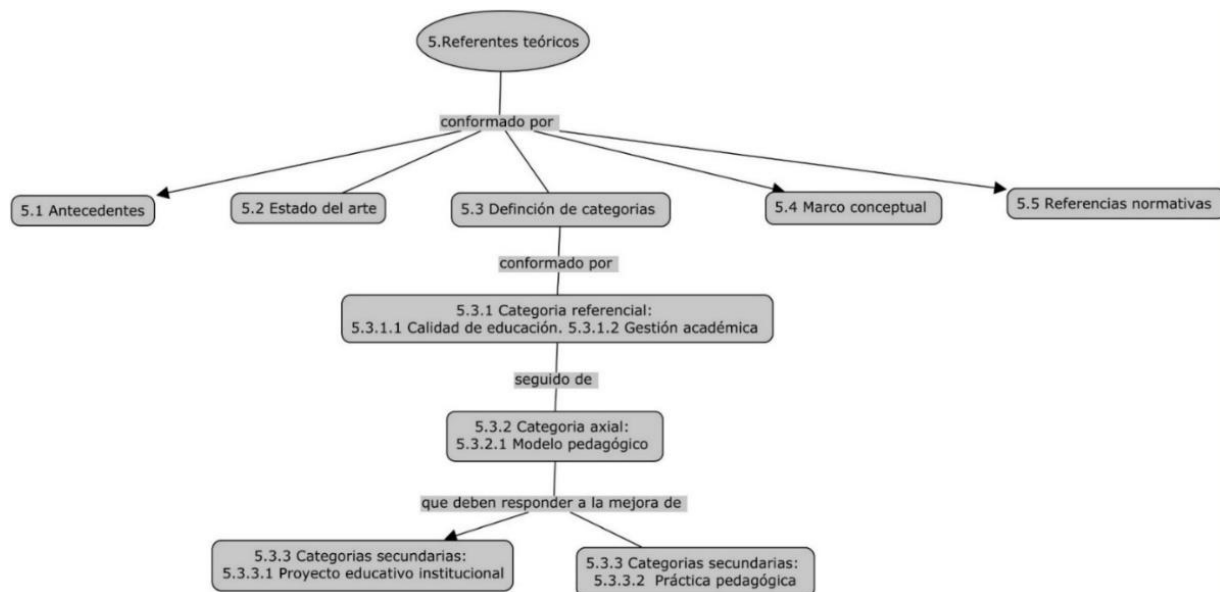 5.Referentes teóricos
conformado por
5.1 Antecedentes
5.2 Estado del arte
5.3 Definción de categorias
5.4 Marco conceptual
5.5 Referencias normativas
conformado por
5.3.1 Categoria referencial:
5.3.1.1 Calidad de educación. 5.3.1.2 Gestión académica
seguido de
5.3.2 Categoria axial:
5.3.2.1 Modelo pedagógico
que deben responder a la mejora de
5.3.3 Categorias secundarias:
5.3.3.1 Proyecto educativo institucional
5.3.3 Categorias secundarias:
5.3.3.2 Práctica pedagógica